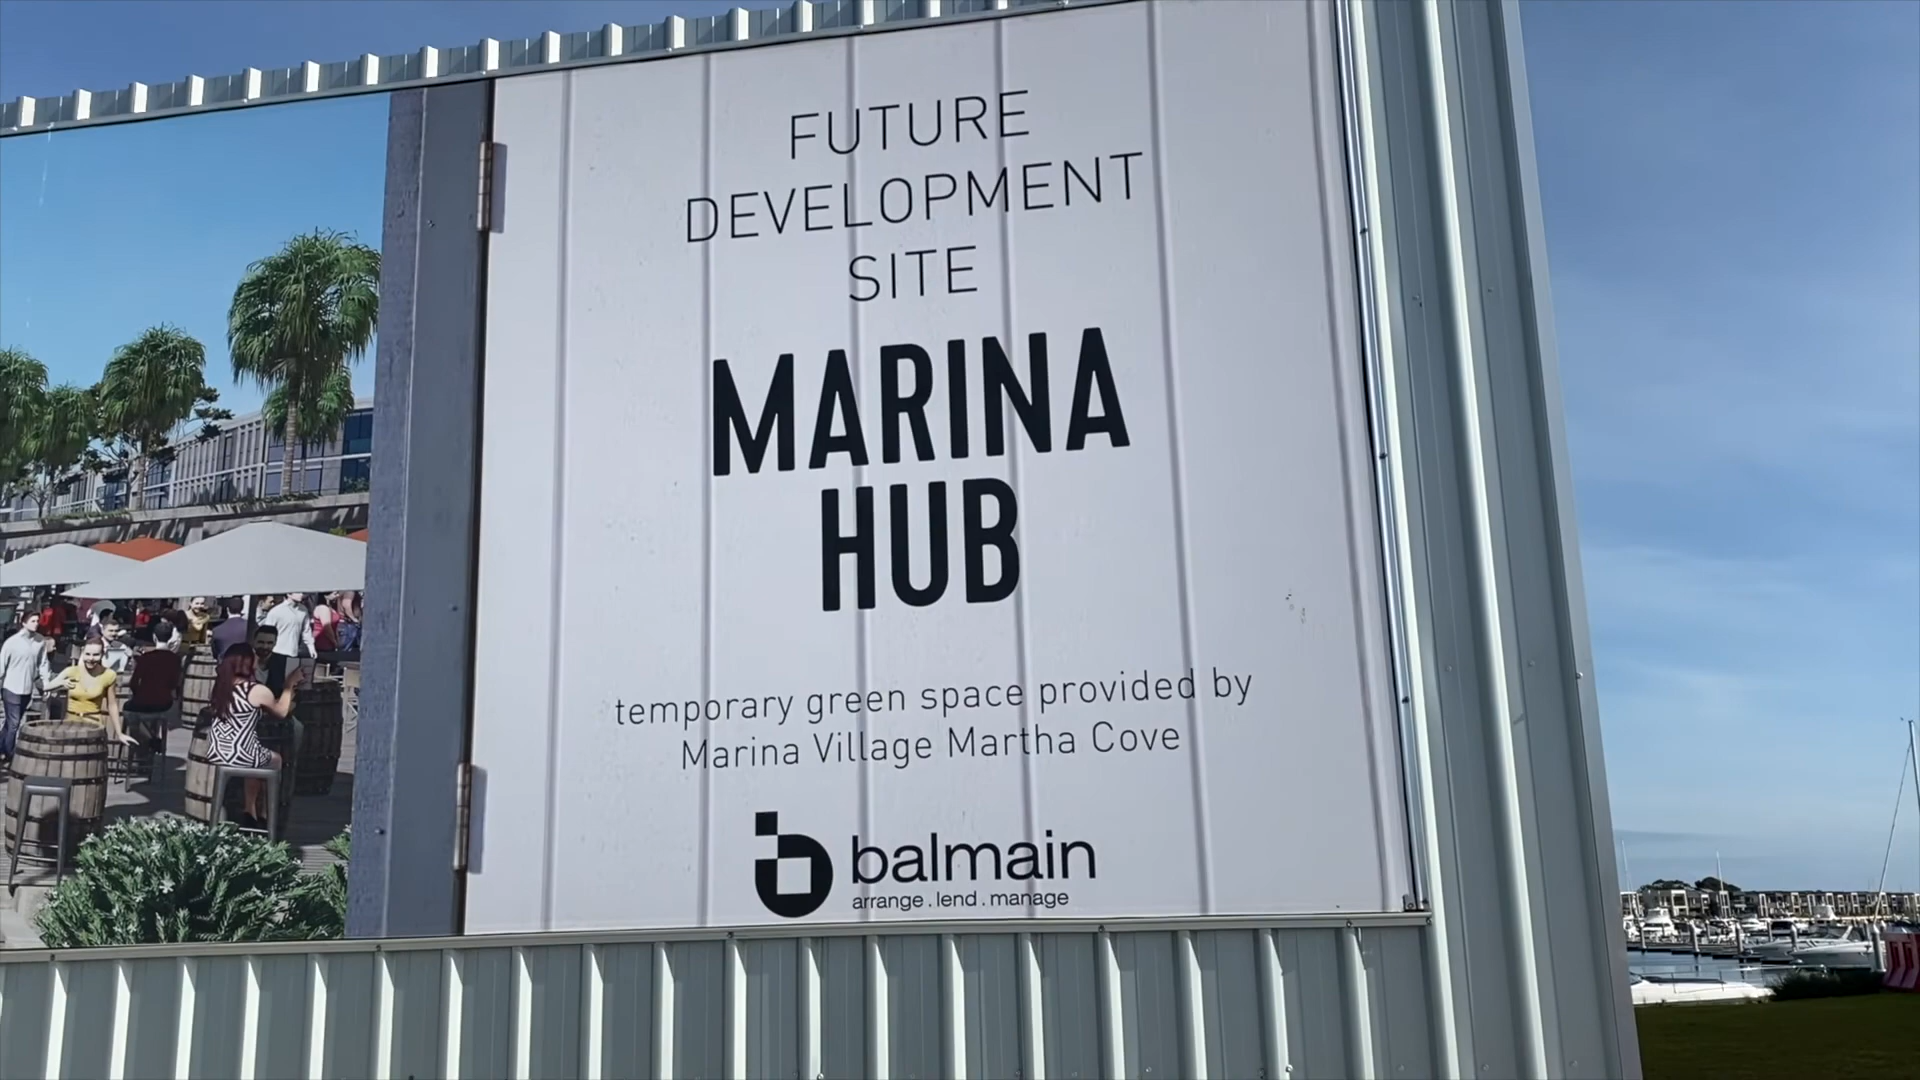 FUTURE
DEVELOPMENT
SITE
MARINA
HUB
temporary green space provided by
Marina Village Martha Cove
balmain
arrange . lend . manage